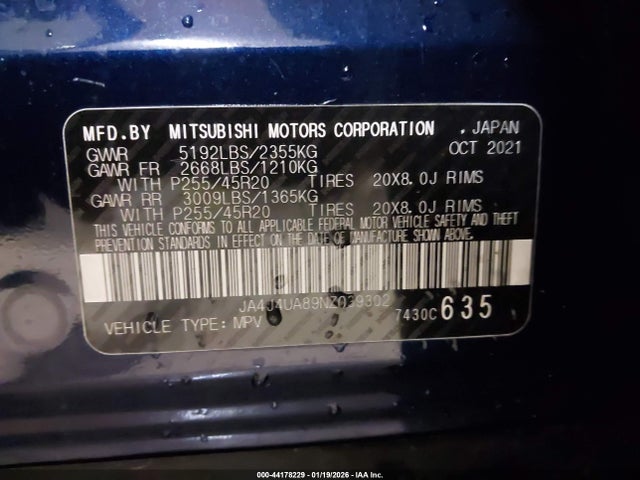 MFD.BY MITSUBISHI MOTORS CORPORATION , JAPAN
GVWR 5192LBS/2355KG OCT 2021
GAWR FR 2668LBS/1210KG
WITH P255/45R20 TIRES 20X8.0J RIMS
GAWR RR 3009LBS/1365KG
WITH P255/45R20 TIRES 20X8.0J RIMS
THIS VEHICLE CONFORMS TO ALL APPLICABLE FEDERAL MOTOR VEHICLE SAFETY AND THEFT
PREVENTION STANDARDS IN EFFECT ON THE DATE OF MANUFACTURE SHOWN ABOVE.
JA4J4UA89NZ039302
VEHICLE TYPE: MPV 7430C 635
000-44178229 - 01/19/2026 - IAA Inc.